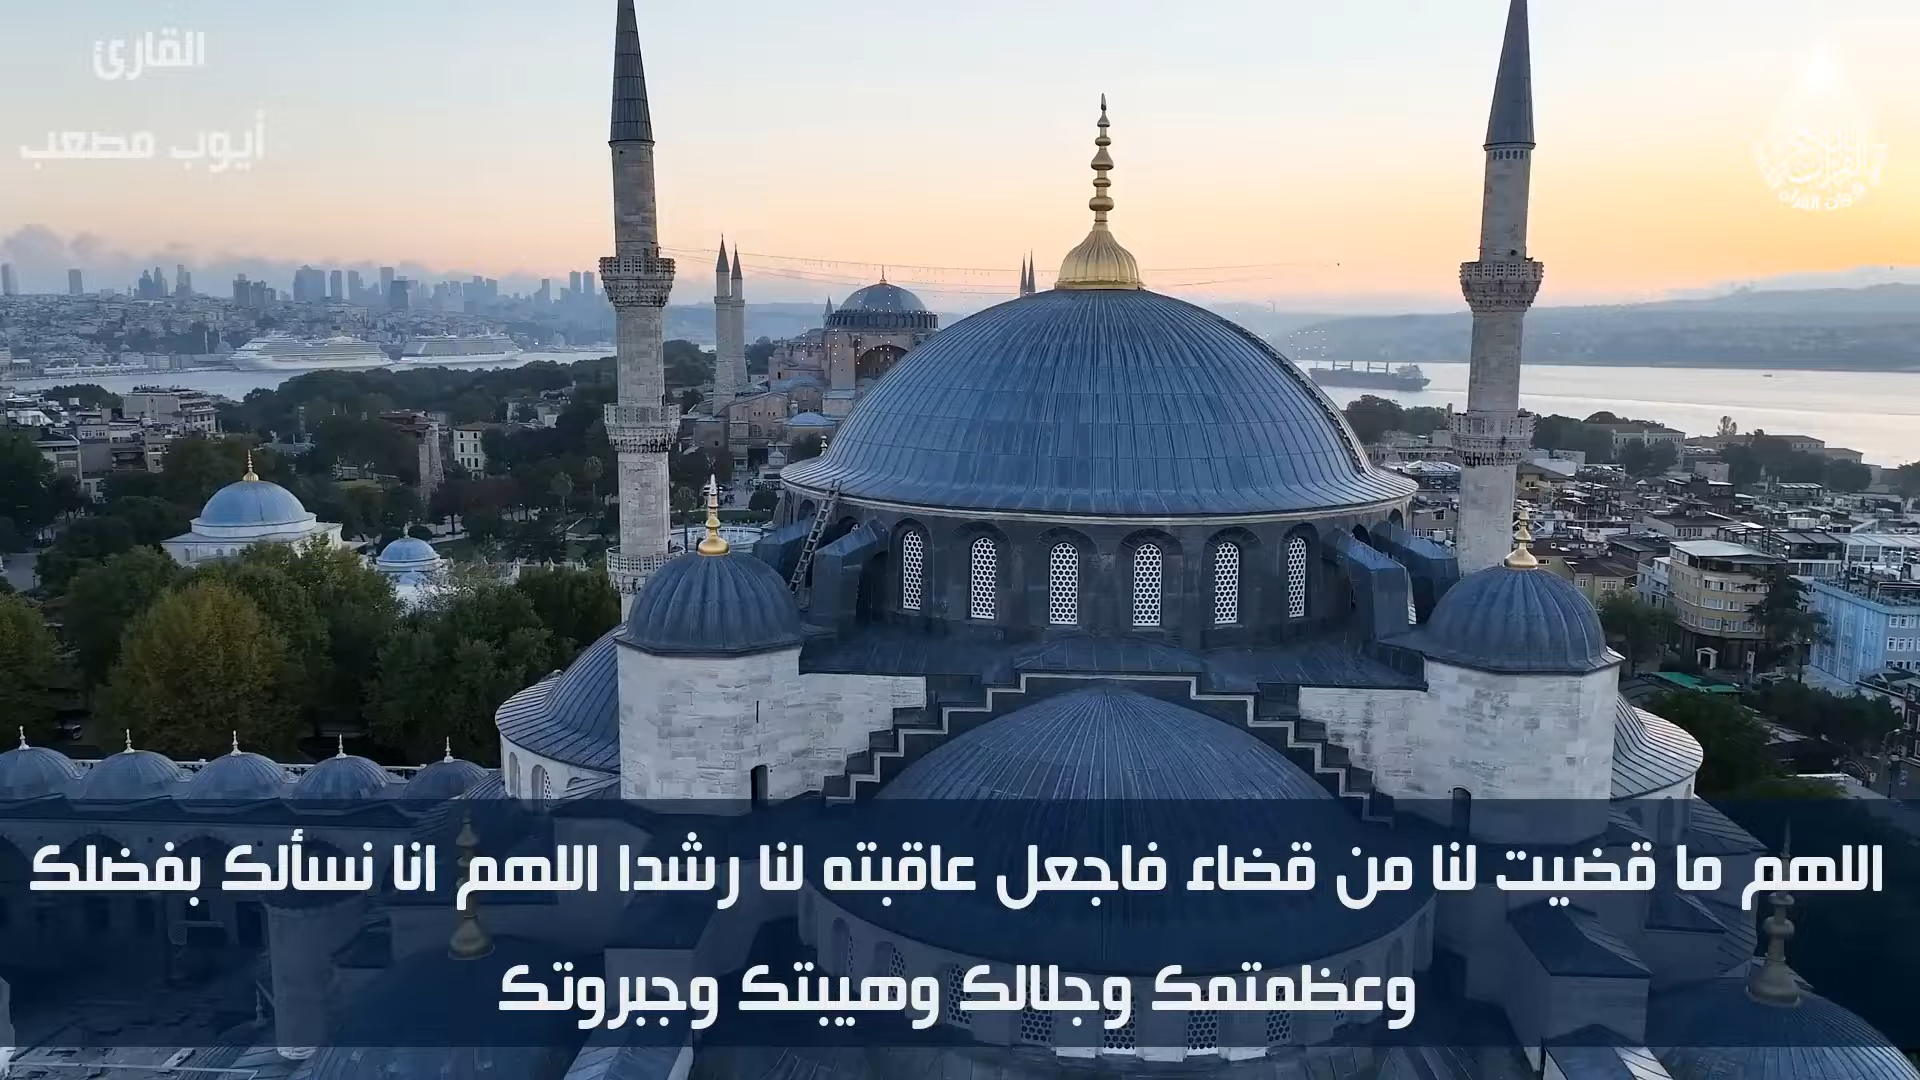 القارئ
أيوب مصعب
اللهم ما قضيت لنا من قضاء فاجعل عاقبته لنا رشدا اللهم انا نسألك بفضلك
وعظمتمك وجلالك وهيبتك وجبروتك